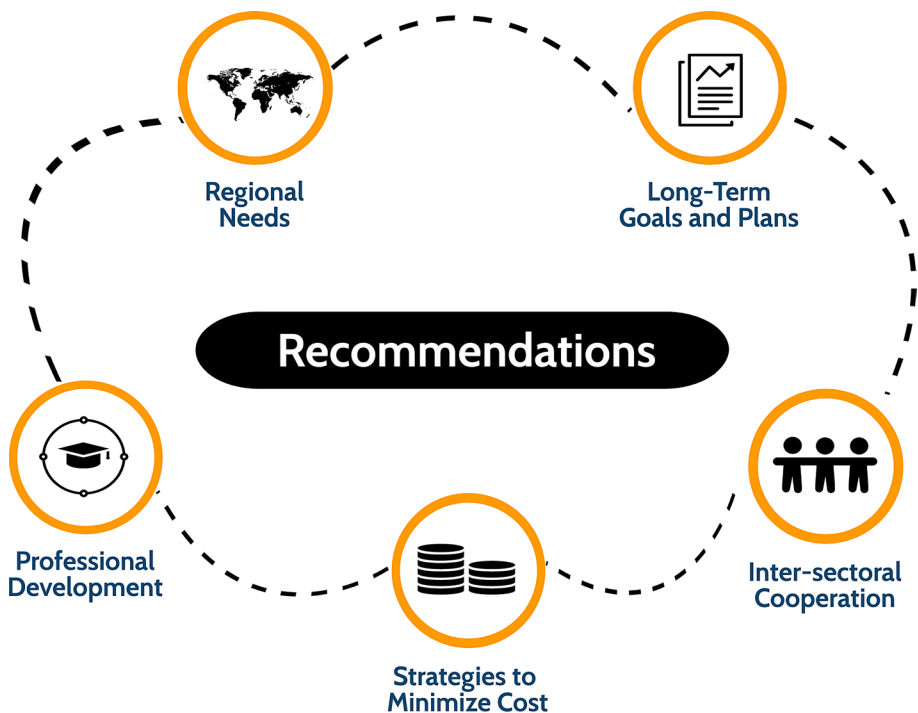 Regional
Needs
Long-Term
Goals and Plans
Recommendations
Professional
Development
Inter-sectoral
Cooperation
Strategies to
Minimize Cost